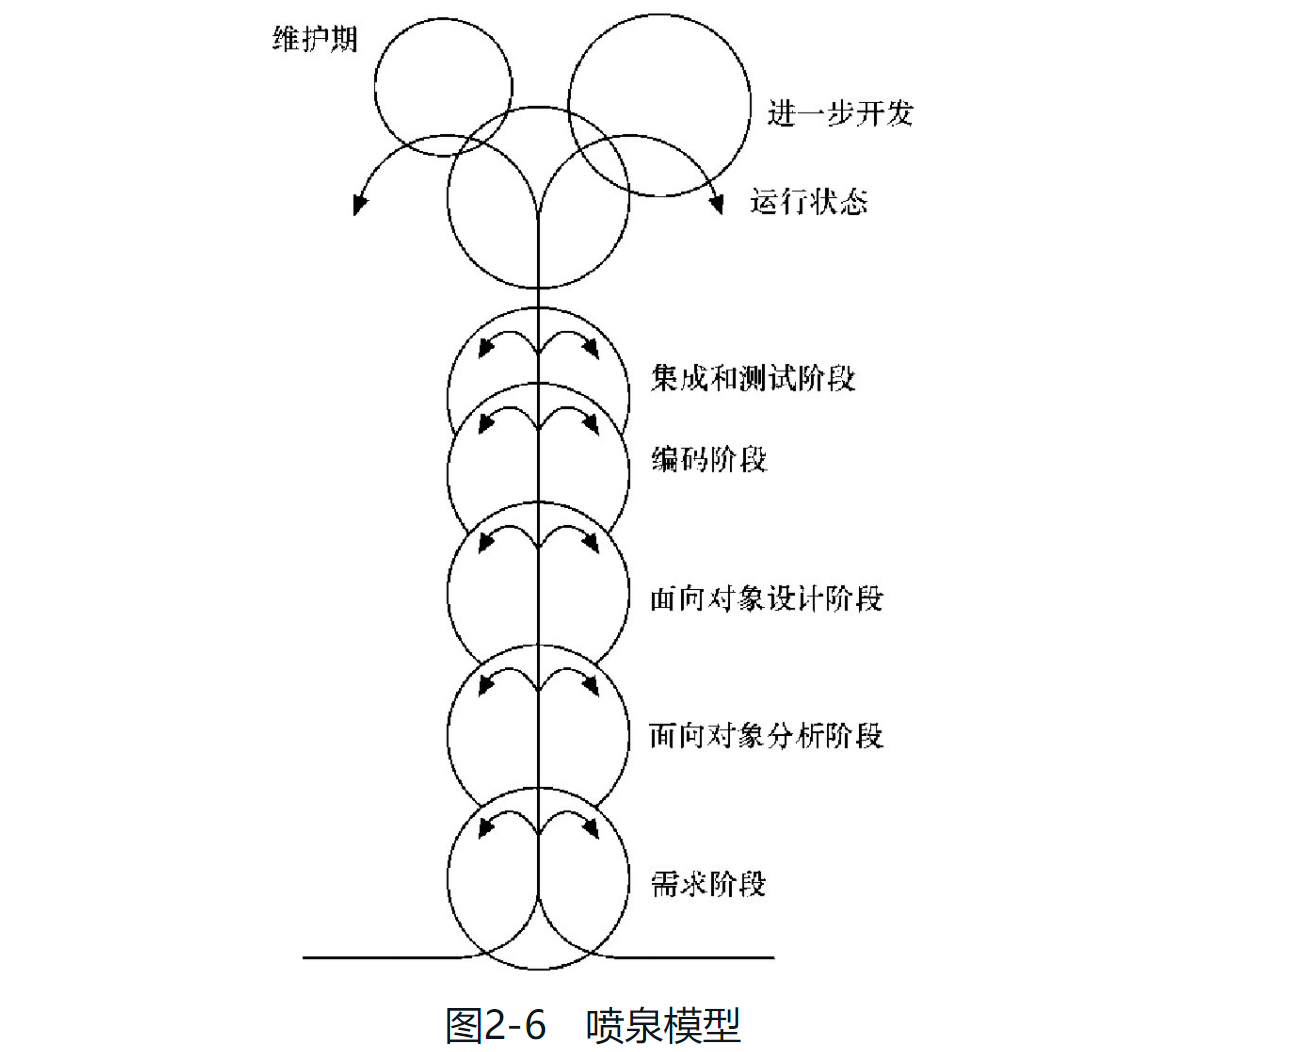 维护期
进一步开发
运行状态
集成和测试阶段
编码阶段
面向对象设计阶段
面向对象分析阶段
需求阶段
图2-6 喷泉模型